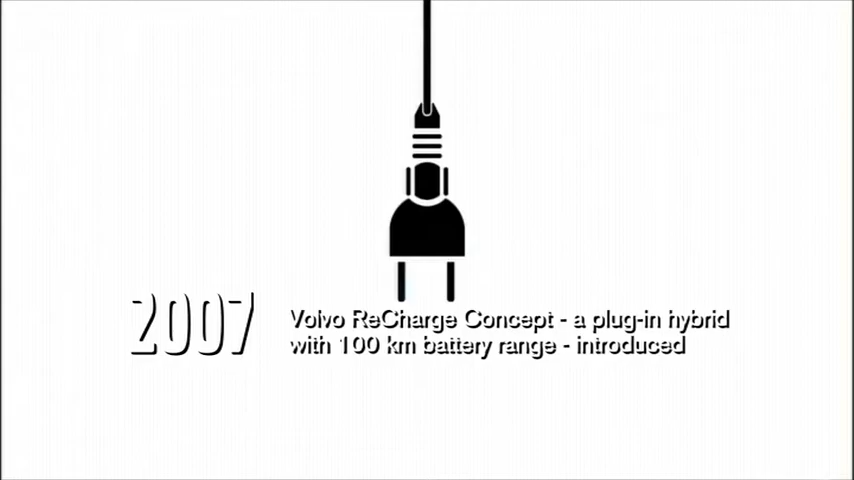 2007
Volvo ReCharge Concept - a plug-in hybrid
with 100 km battery range - introduced